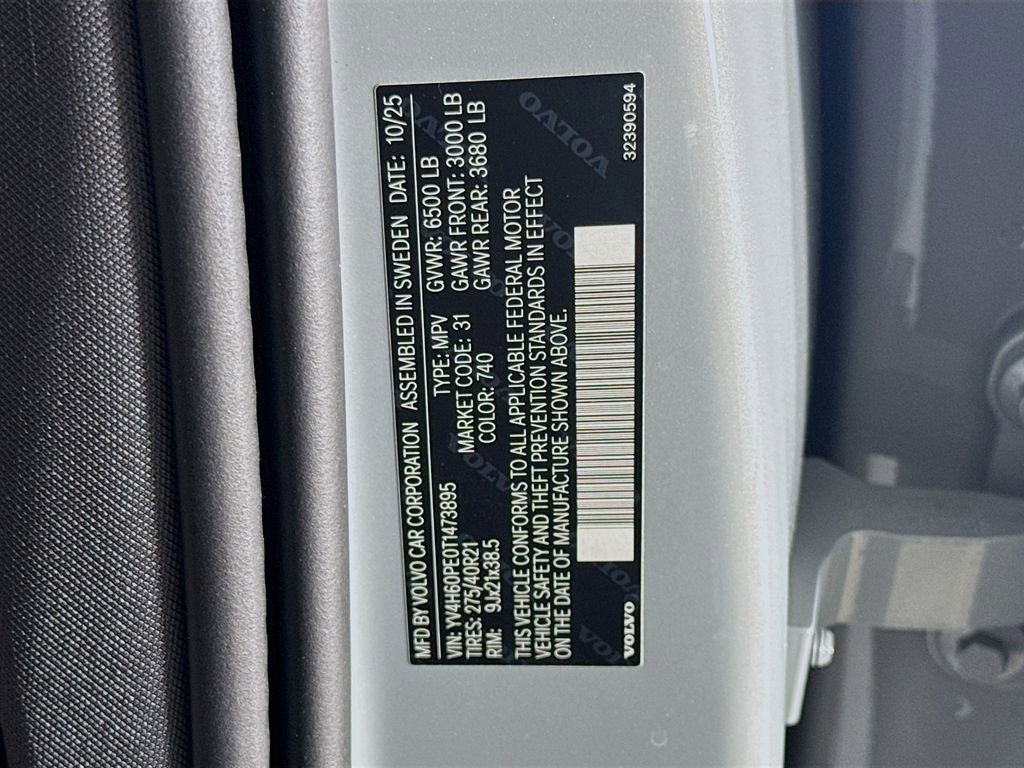 MFD BY VOLVO CAR CORPORATION ASSEMBLED IN SWEDEN DATE: 10/25
VIN: YV4H60PE0T1473895 TYPE: MPV GVWR: 6500 LB
TIRES: 275/40R21 MARKET CODE: 31 GAWR FRONT: 3000 LB
RIM: 9Jx21x38.5 COLOR: 740 GAWR REAR: 3680 LB
THIS VEHICLE CONFORMS TO ALL APPLICABLE FEDERAL MOTOR
VEHICLE SAFETY AND THEFT PREVENTION STANDARDS IN EFFECT
ON THE DATE OF MANUFACTURE SHOWN ABOVE.
VOLVO
32390594